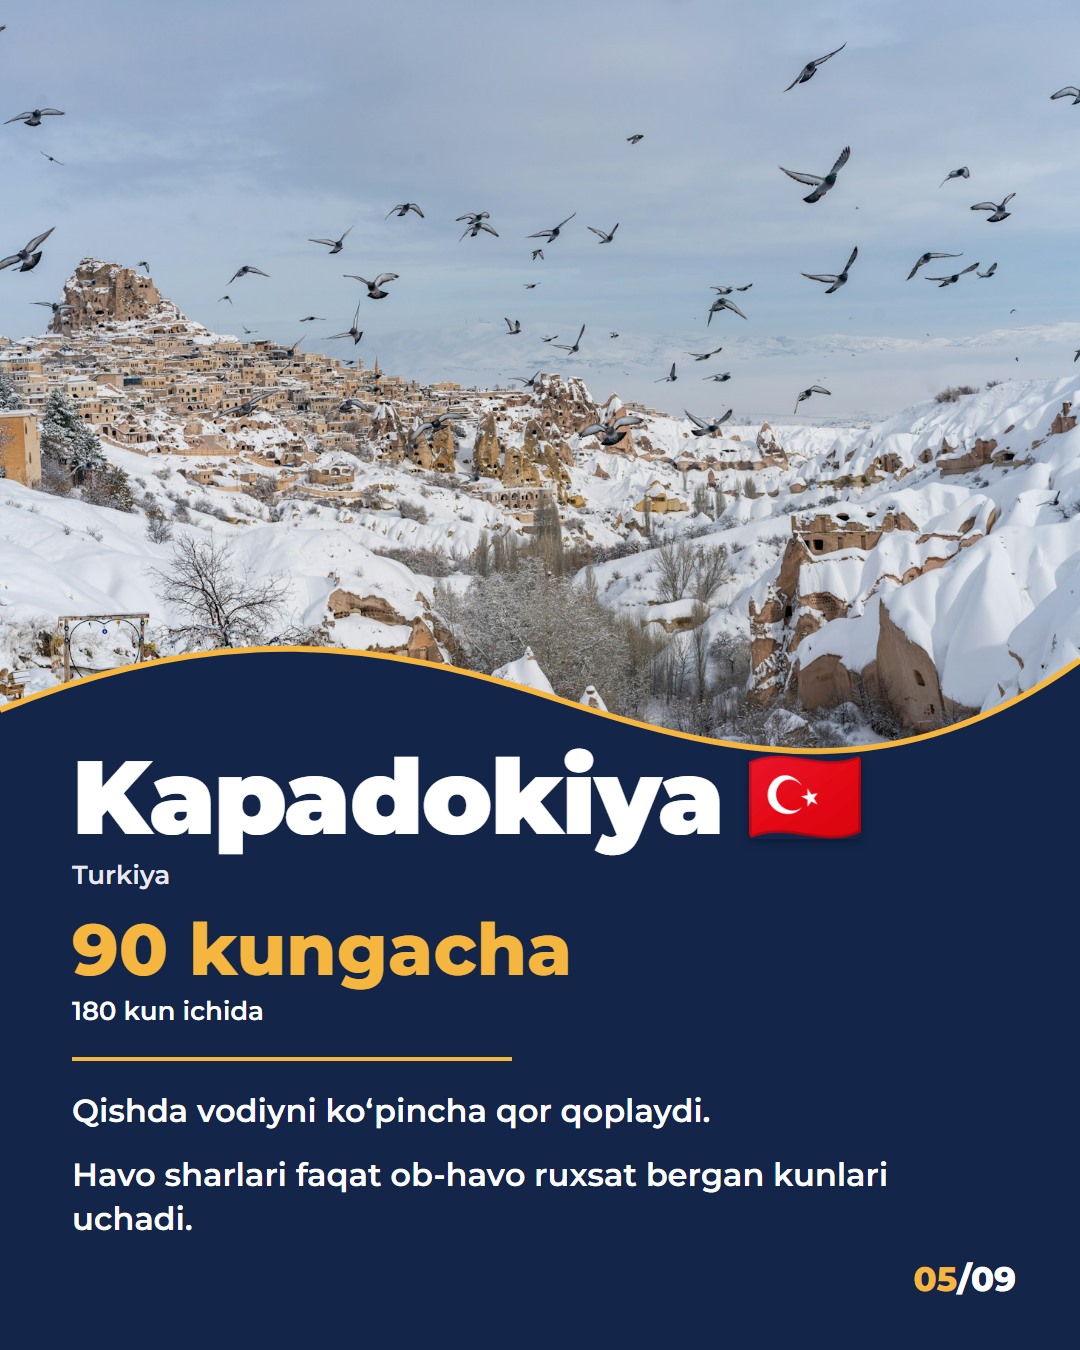 Kapadokiya
Turkiya
90 kungacha
180 kun ichida
Qishda vodiyni ko‘pincha qor qoplaydi.
Havo sharlari faqat ob-havo ruxsat bergan kunlari
uchadi.
05/09